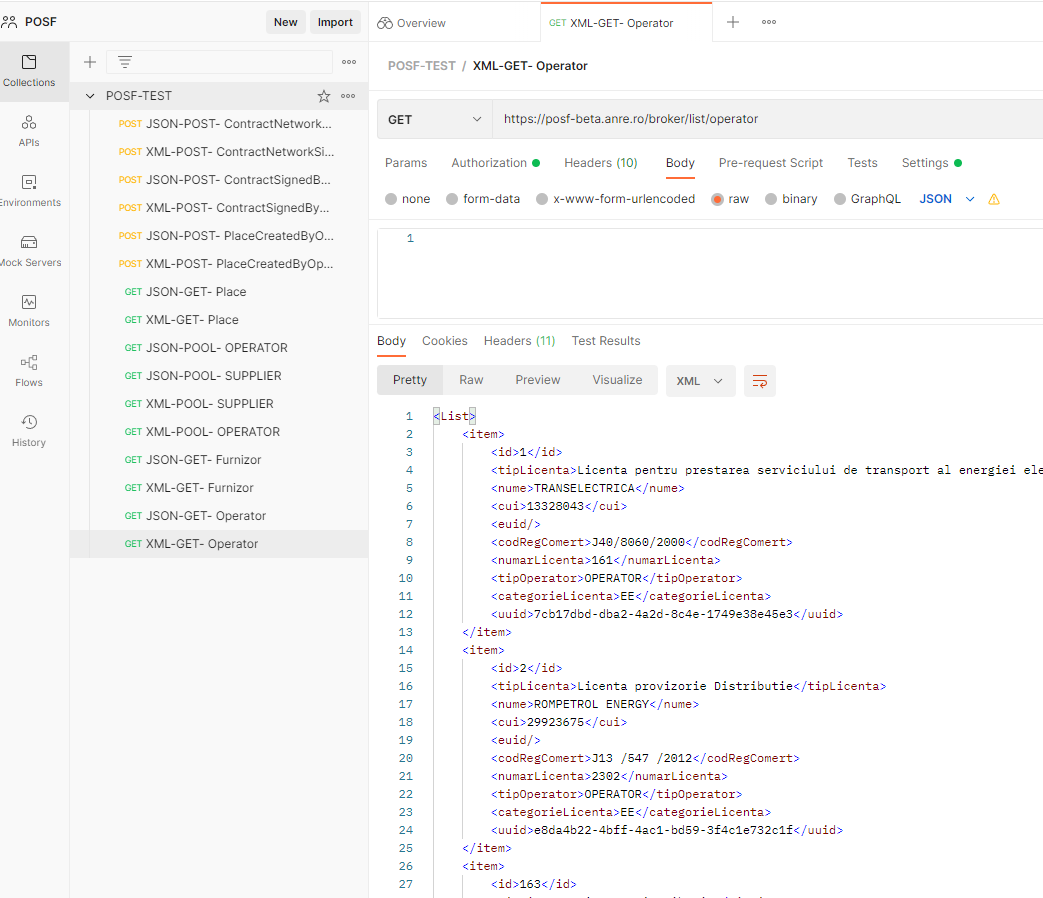 POSF
New
Import
Overview
GET XML-GET- Operator
Collections
APIs
Environments
Mock Servers
Monitors
Flows
History
POSF-TEST
POST JSON-POST- ContractNetwork...
POST XML-POST- ContractNetworkSi...
POST JSON-POST- ContractSignedB...
POST XML-POST- ContractSignedBy...
POST JSON-POST- PlaceCreatedByO...
POST XML-POST- PlaceCreatedByOp...
GET JSON-GET- Place
GET XML-GET- Place
GET JSON-POOL- OPERATOR
GET JSON-POOL- SUPPLIER
GET XML-POOL- SUPPLIER
GET XML-POOL- OPERATOR
GET JSON-GET- Furnizor
GET XML-GET- Furnizor
GET JSON-GET- Operator
GET XML-GET- Operator
POSF-TEST / XML-GET- Operator
GET https://posf-beta.anre.ro/broker/list/operator
Params Authorization Headers (10) Body Pre-request Script Tests Settings
none form-data x-www-form-urlencoded raw binary GraphQL JSON
1
Body Cookies Headers (11) Test Results
Pretty Raw Preview Visualize XML
1 <List>
2 <item>
3 <id>1</id>
4 <tipLicenta>Licenta pentru prestarea serviciului de transport al energiei ele
5 <nume>TRANSELECTRICA</nume>
6 <cui>13328043</cui>
7 <euid/>
8 <codRegComert>J40/8060/2000</codRegComert>
9 <numarLicenta>161</numarLicenta>
10 <tipOperator>OPERATOR</tipOperator>
11 <categorieLicenta>EE</categorieLicenta>
12 <uuid>7cb17dbd-dba2-4a2d-8c4e-1749e38e45e3</uuid>
13 </item>
14 <item>
15 <id>2</id>
16 <tipLicenta>Licenta provizorie Distributie</tipLicenta>
17 <nume>ROMPETROL ENERGY</nume>
18 <cui>29923675</cui>
19 <euid/>
20 <codRegComert>J13 /547 /2012</codRegComert>
21 <numarLicenta>2302</numarLicenta>
22 <tipOperator>OPERATOR</tipOperator>
23 <categorieLicenta>EE</categorieLicenta>
24 <uuid>e8da4b22-4bff-4ac1-bd59-3f4c1e732c1f</uuid>
25 </item>
26 <item>
27 <id>163</id>